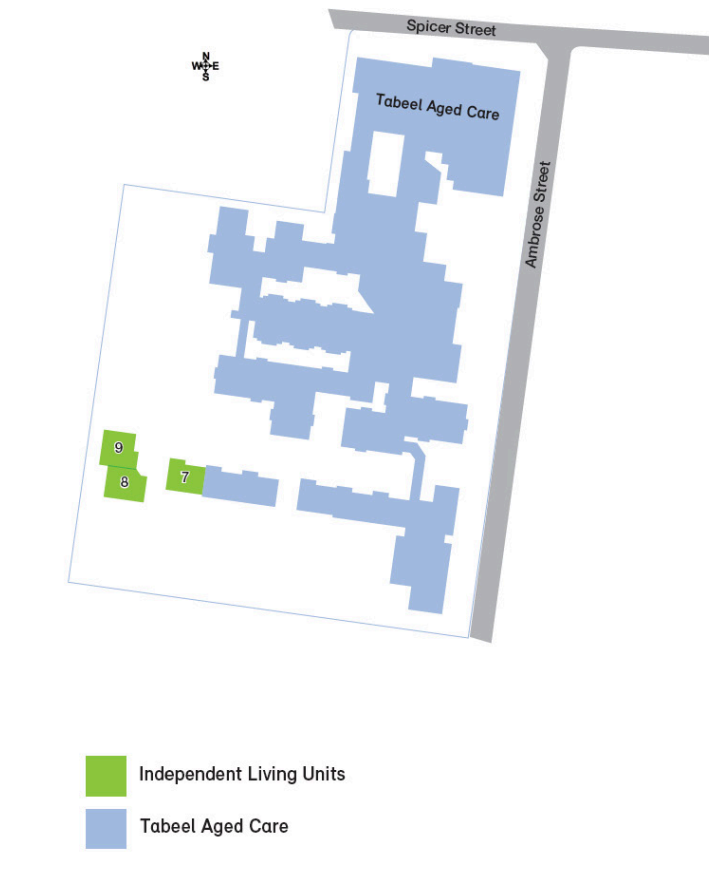 Spicer Street
N
W E
S
Tabeel Aged Care
Ambrose Street
9
8
7
Independent Living Units
Tabeel Aged Care